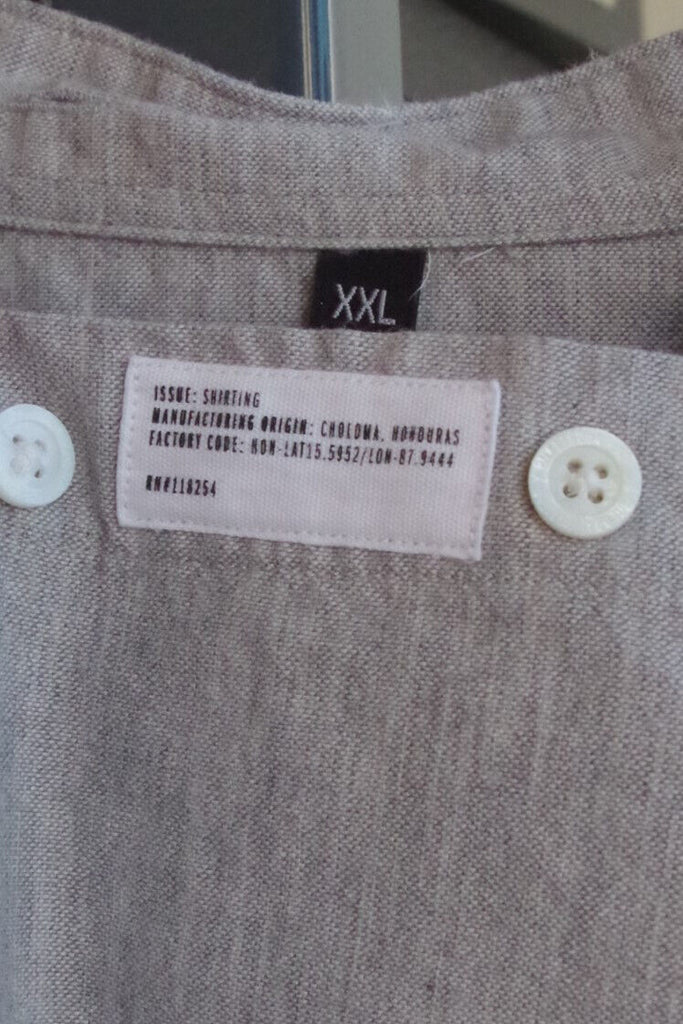 XXL
ISSUE: SHIRTING
MANUFACTURING ORIGIN: CHOLOMA, HONDURAS
FACTORY CODE: HON-LAT15.5952/LON-87.9444
RN#118254